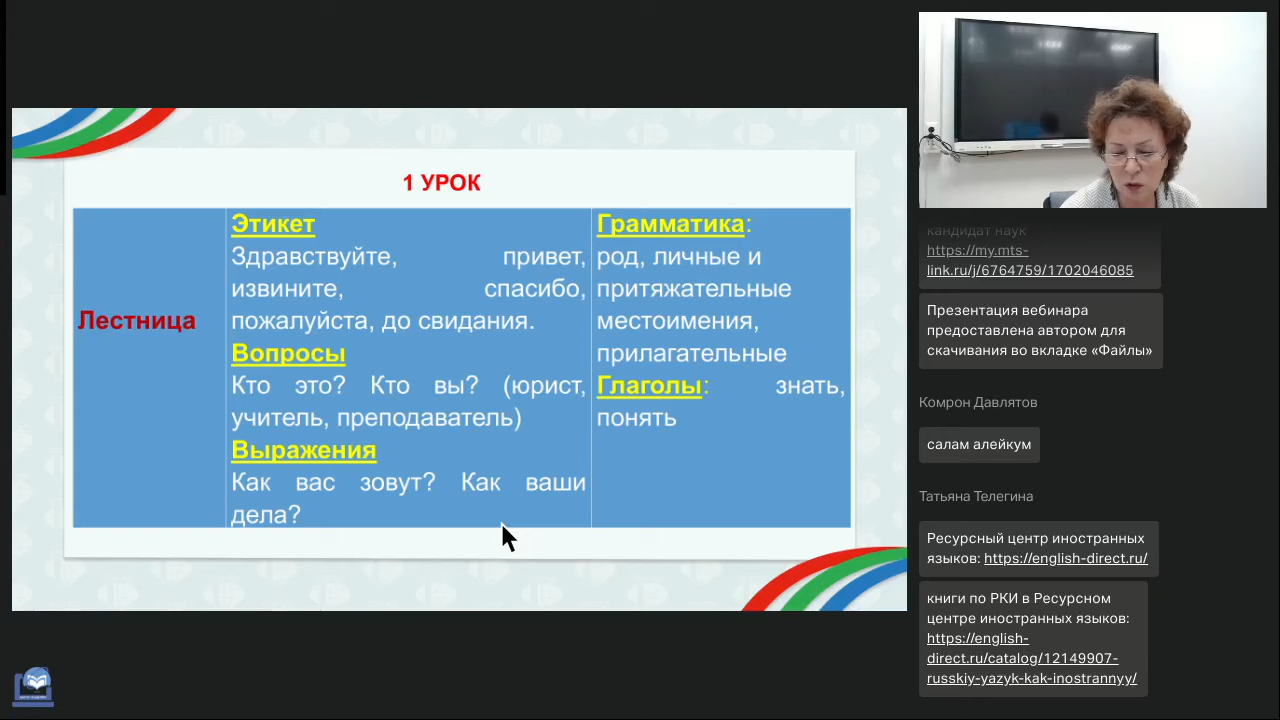 1 УРОК
Лестница
Этикет
Здравствуйте, привет,
извините, спасибо,
пожалуйста, до свидания.
Вопросы
Кто это? Кто вы? (юрист,
учитель, преподаватель)
Выражения
Как вас зовут? Как ваши
дела?
Грамматика:
род, личные и
притяжательные
местоимения,
прилагательные
Глаголы: знать,
понять
кандидат наук
https://my.mts-
link.ru/j/6764759/1702046085
Презентация вебинара
предоставлена автором для
скачивания во вкладке «Файлы»
Комрон Давлятов
салам алейкум
Татьяна Телегина
Ресурсный центр иностранных
языков: https://english-direct.ru/
книги по РКИ в Ресурсном
центре иностранных языков:
https://english-
direct.ru/catalog/12149907-
russkiy-yazyk-kak-inostrannyy/